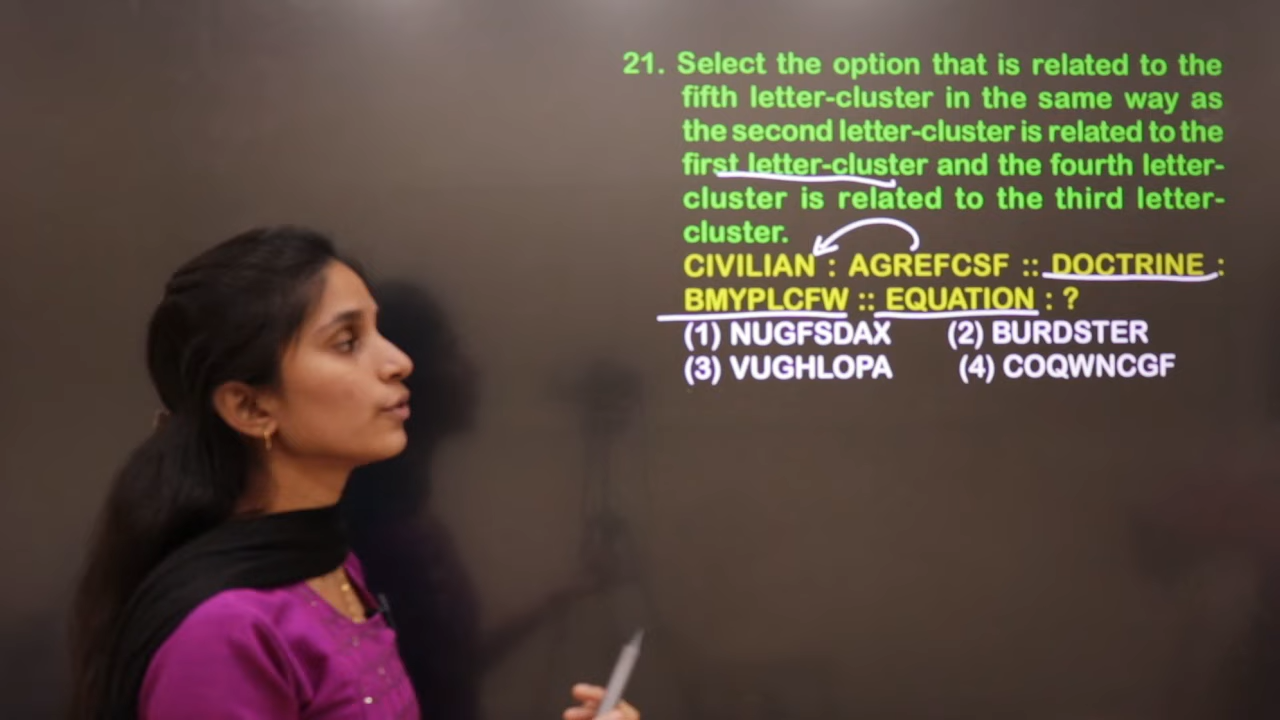 21. Select the option that is related to the
fifth letter-cluster in the same way as
the second letter-cluster is related to the
first letter-cluster and the fourth letter-
cluster is related to the third letter-
cluster.
CIVILIAN : AGREFCSF :: DOCTRINE :
BMYPLCFW :: EQUATION : ?
(1) NUGFSDAX (2) BURDSTER
(3) VUGHLOPA (4) COQWNCGF